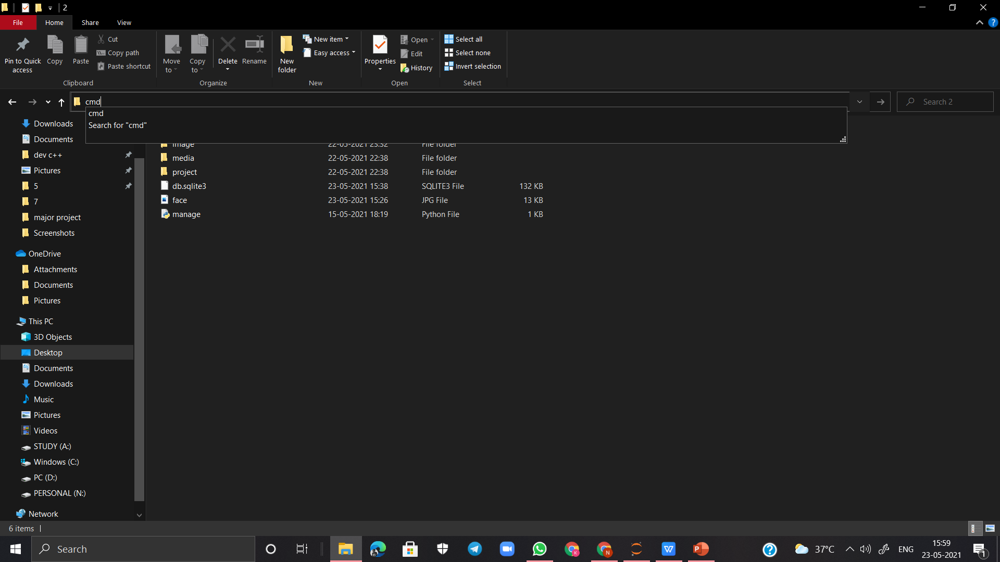 2
File
Home
Share
View
Pin to Quick
access
Copy
Paste
Cut
Copy path
Paste shortcut
Clipboard
Move
to
Copy
to
Delete
Rename
Organize
New
folder
New item
Easy access
New
Properties
Open
Edit
History
Open
Select all
Select none
Invert selection
Select
cmd
Search 2
cmd
Search for "cmd"
Downloads
Documents
dev c++
Pictures
5
7
major project
Screenshots
OneDrive
Attachments
Documents
Pictures
This PC
3D Objects
Desktop
Documents
Downloads
Music
Pictures
Videos
STUDY (A:)
Windows (C:)
PC (D:)
PERSONAL (N:)
Network
image 22-05-2021 23:32 File folder
media 22-05-2021 22:38 File folder
project 22-05-2021 22:38 File folder
db.sqlite3 23-05-2021 15:38 SQLITE3 File 132 KB
face 23-05-2021 15:26 JPG File 13 KB
manage 15-05-2021 18:19 Python File 1 KB
6 items
Search
K
N
W
P
37°C
ENG
15:59
23-05-2021
1